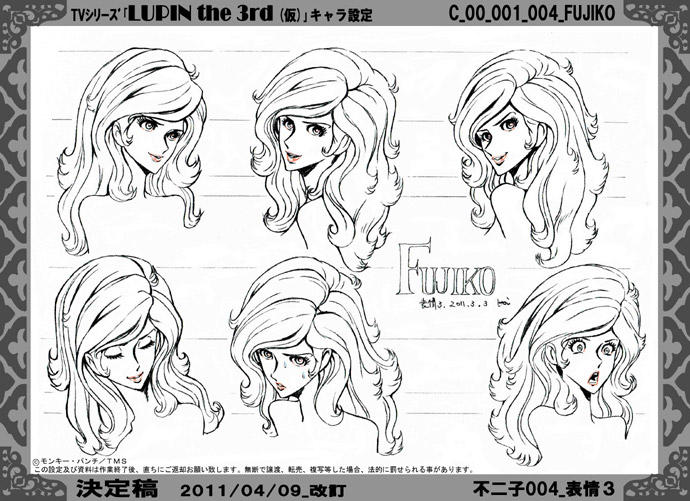 TVシリーズ「LUPIN the 3rd (仮)」キャラ設定
C_00_001_004_FUJIKO
FUJIKO
表情3. 2011.3.3
©モンキー・パンチ/TMS
この設定及び資料は作業終了後、直ちにご返却お願い致します。無断で譲渡、転売、複写等した場合、法的に罰せられる事があります。
決定稿
2011/04/09_改訂
不二子004_表情3